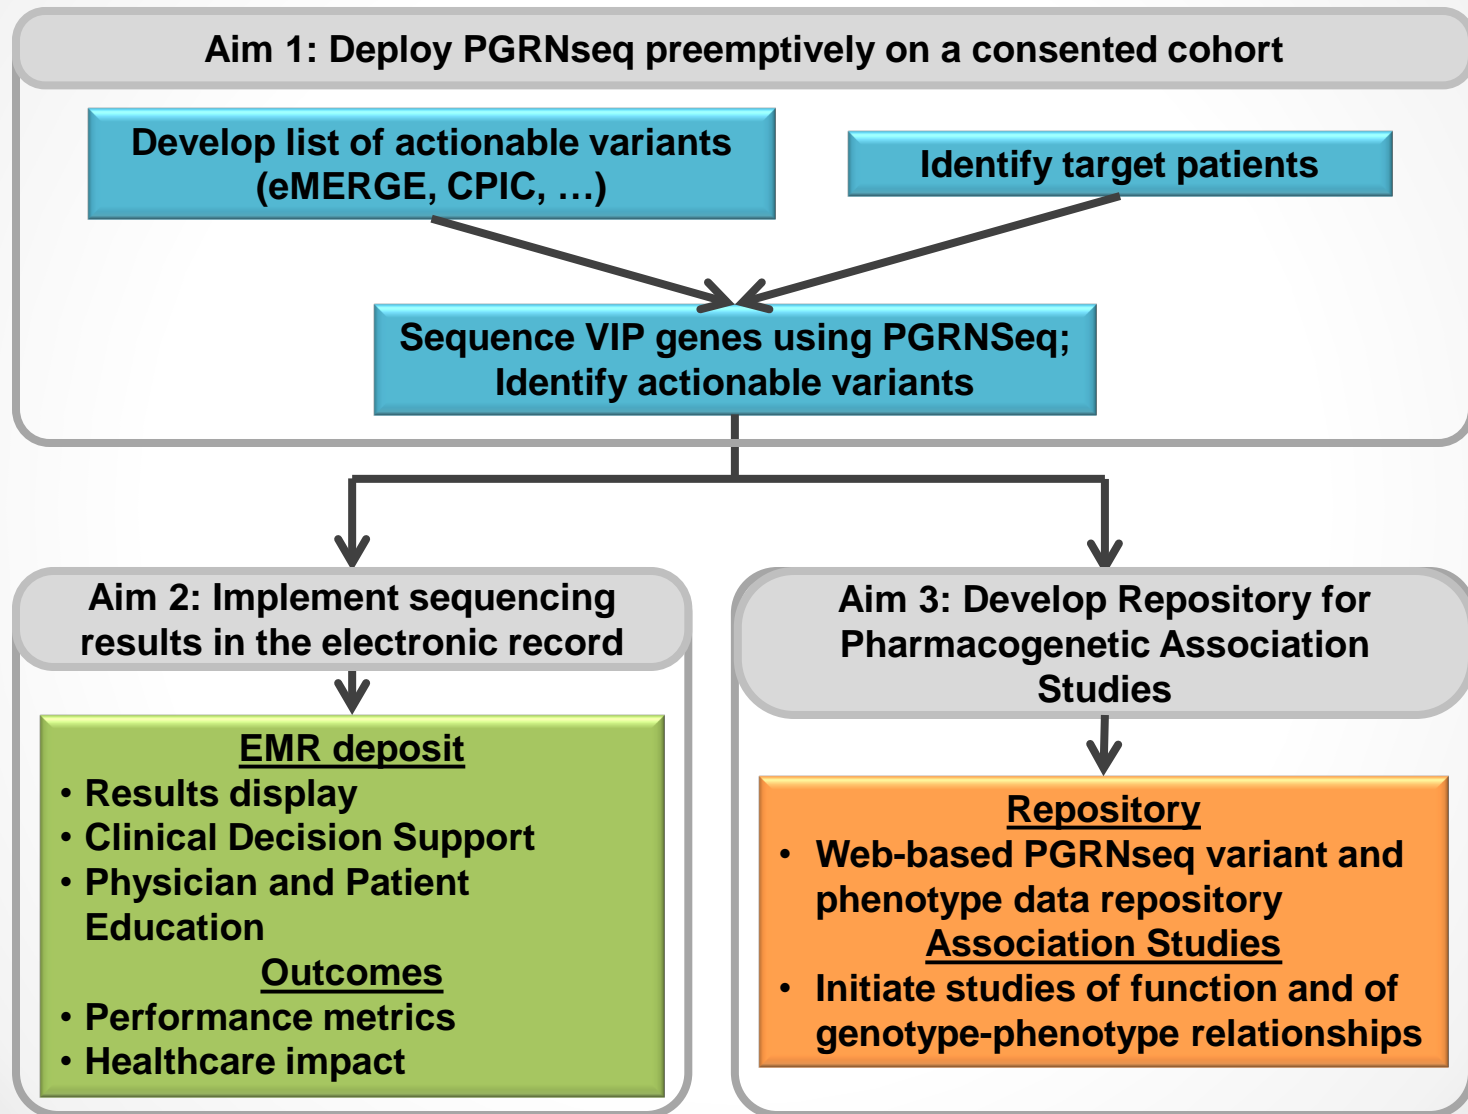 Aim 1: Deploy PGRNseq preemptively on a consented cohort
Develop list of actionable variants
(eMERGE, CPIC, …)
Identify target patients
Sequence VIP genes using PGRNSeq;
Identify actionable variants
Aim 2: Implement sequencing
results in the electronic record
EMR deposit
• Results display
• Clinical Decision Support
• Physician and Patient
Education
Outcomes
• Performance metrics
• Healthcare impact
Aim 3: Develop Repository for
Pharmacogenetic Association
Studies
Repository
• Web-based PGRNseq variant and
phenotype data repository
Association Studies
• Initiate studies of function and of
genotype-phenotype relationships